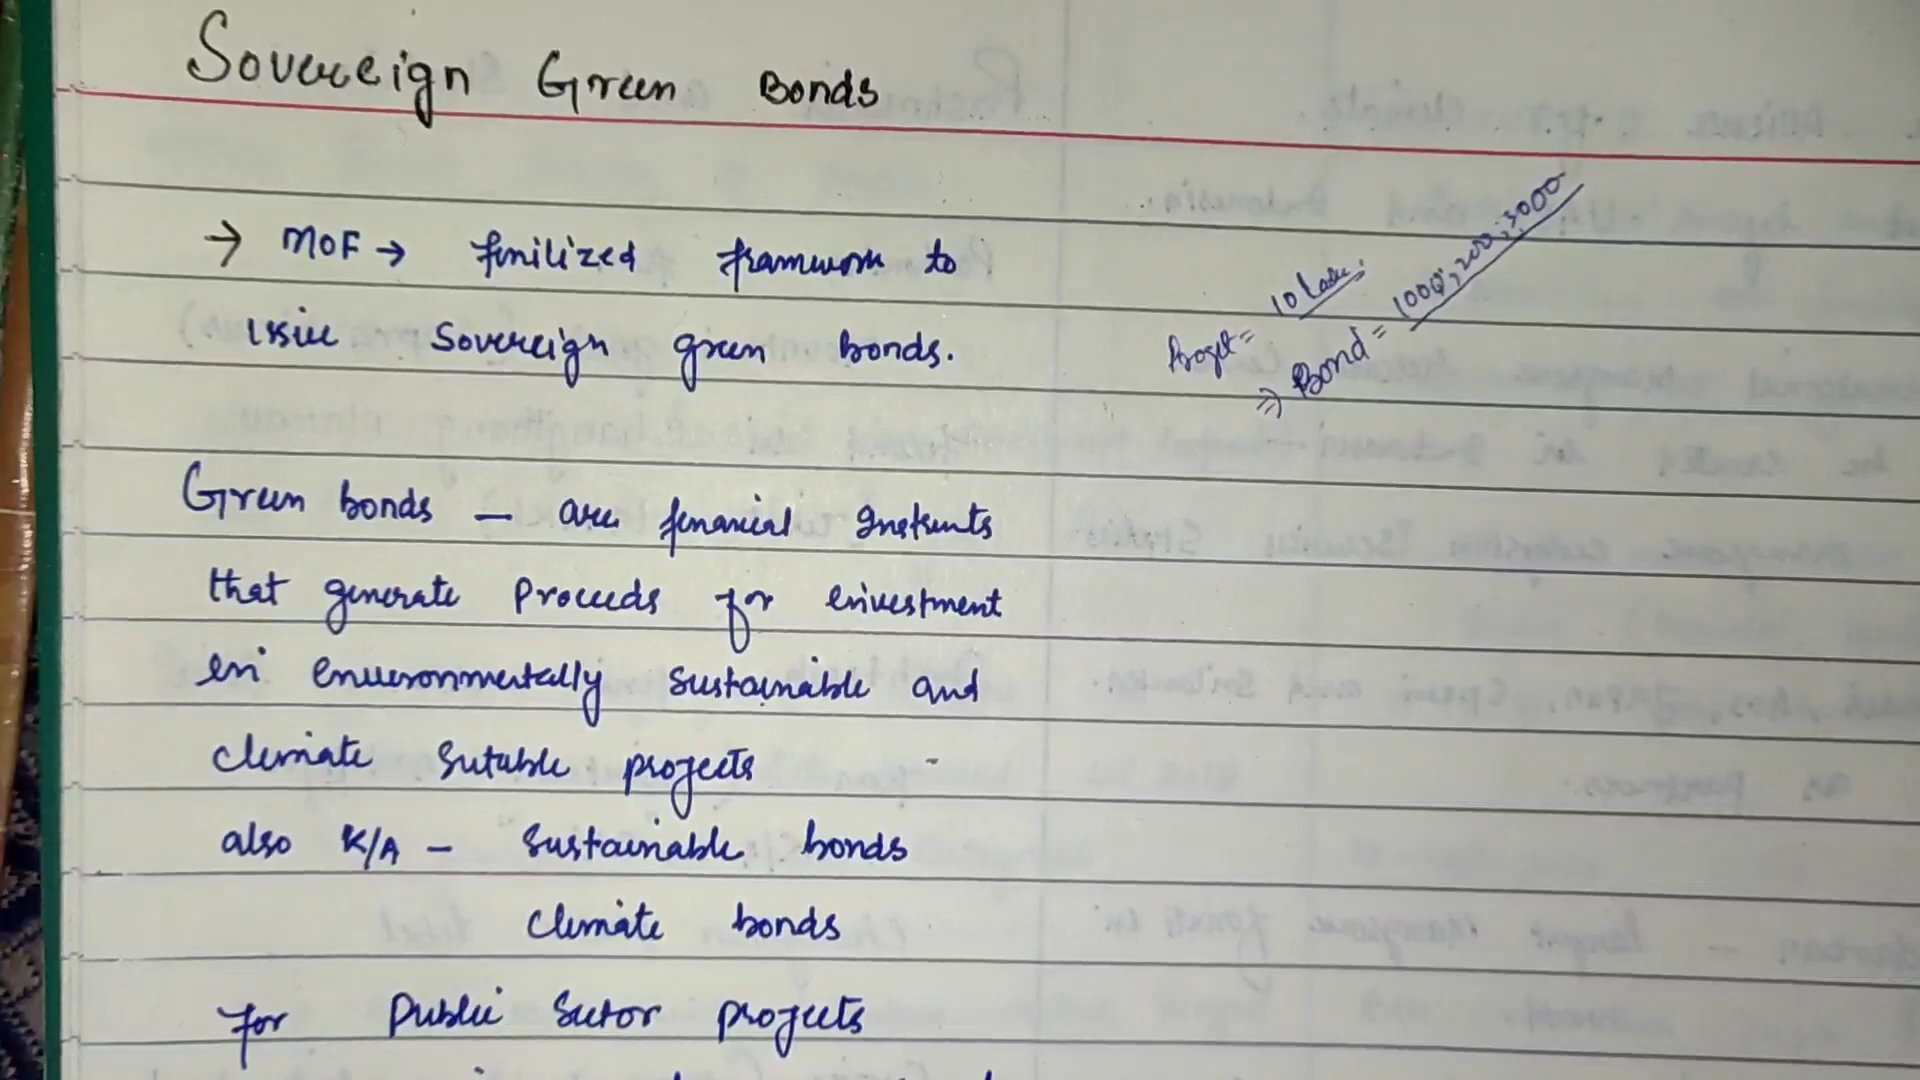 Sovereign Green Bonds
→ MOF → finilized framework to
issue Sovereign green bonds.
Project = 10 Lakh.
⇒ Bond = 1000, 2000, 3000
Green bonds – are financial Instruments
that generate Proceeds for investment
in environmentally Sustainable and
climate Sutable projects
also K/A – Sustainable bonds
climate bonds
for Public Sector projects